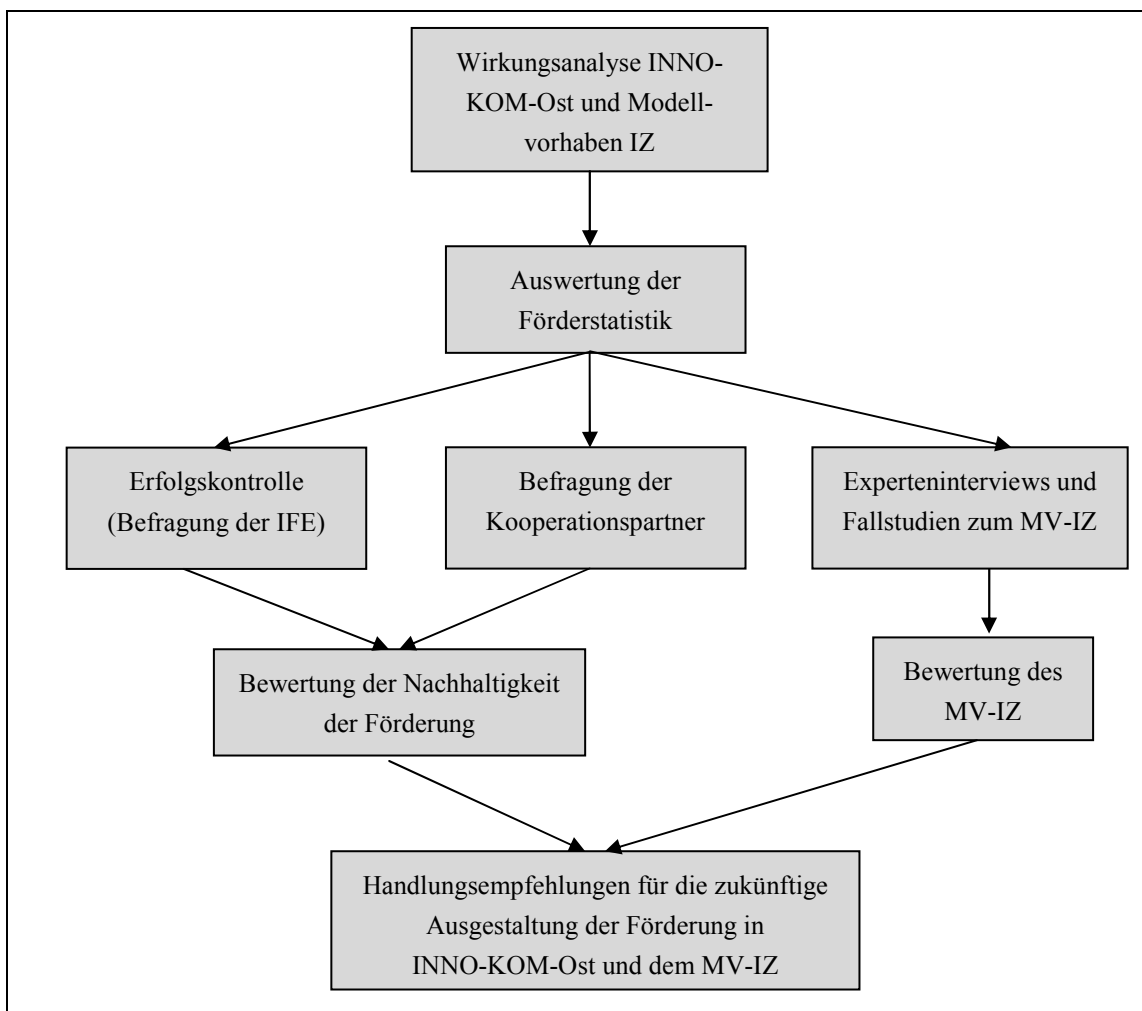 Wirkungsanalyse INNO-
KOM-Ost und Modell-
vorhaben IZ
Auswertung der
Förderstatistik
Erfolgskontrolle
(Befragung der IFE)
Befragung der
Kooperationspartner
Experteninterviews und
Fallstudien zum MV-IZ
Bewertung der Nachhaltigkeit
der Förderung
Bewertung des
MV-IZ
Handlungsempfehlungen für die zukünftige
Ausgestaltung der Förderung in
INNO-KOM-Ost und dem MV-IZ